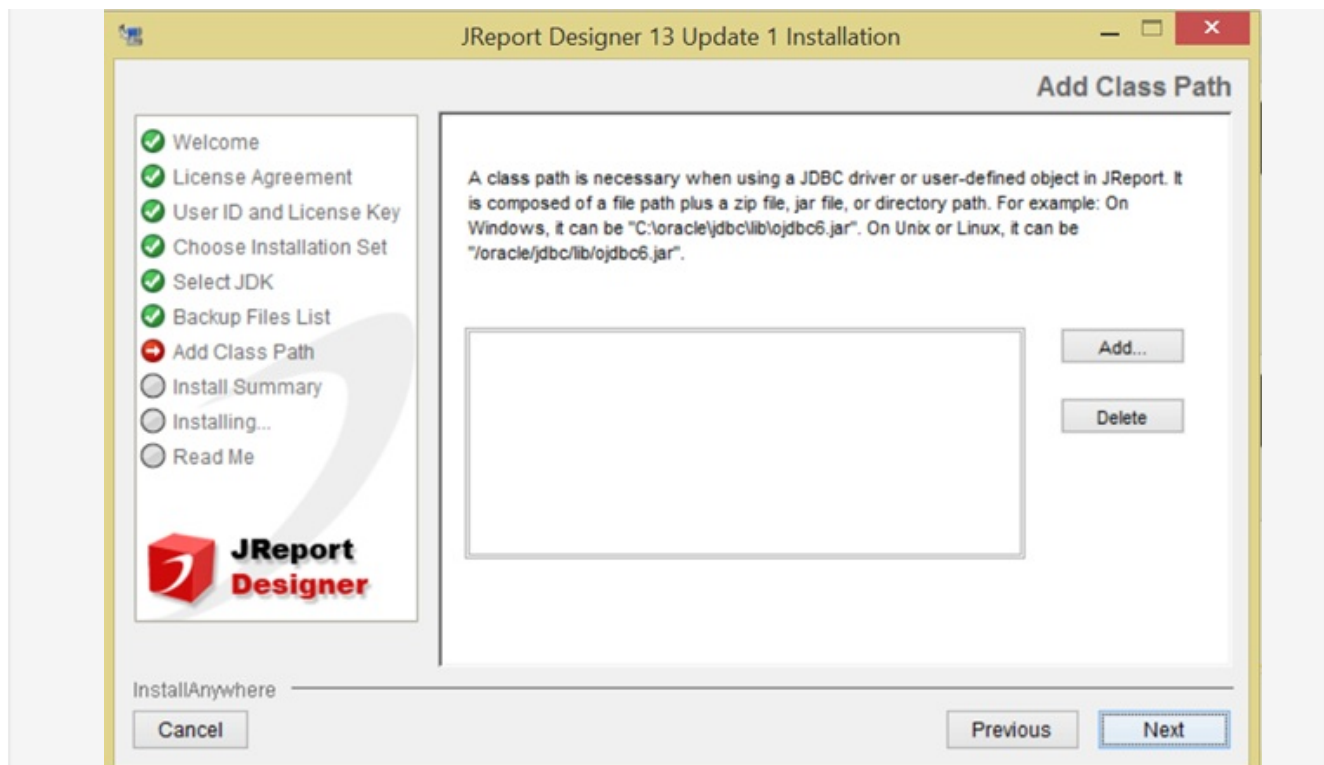 JReport Designer 13 Update 1 Installation
Add Class Path
Welcome
License Agreement
User ID and License Key
Choose Installation Set
Select JDK
Backup Files List
Add Class Path
Install Summary
Installing...
Read Me
JReport
Designer
A class path is necessary when using a JDBC driver or user-defined object in JReport. It
is composed of a file path plus a zip file, jar file, or directory path. For example: On
Windows, it can be "C:\oracle\jdbc\lib\ojdbc6.jar". On Unix or Linux, it can be
"/oracle/jdbc/lib/ojdbc6.jar".
Add...
Delete
InstallAnywhere
Cancel
Previous
Next